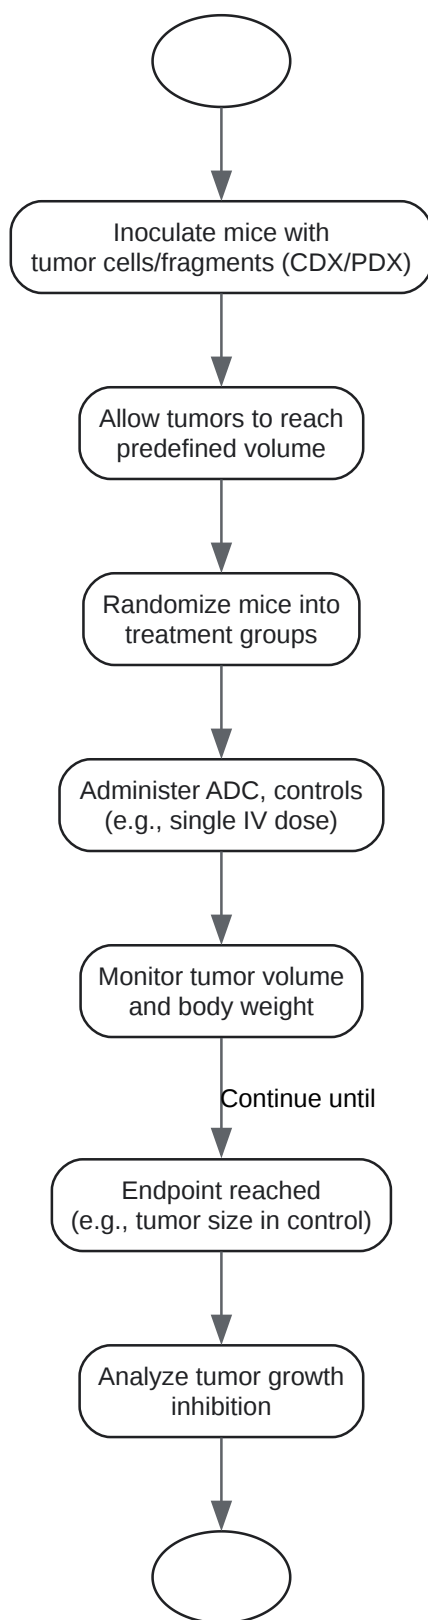 Inoculate mice with
tumor cells/fragments (CDX/PDX)
Allow tumors to reach
predefined volume
Randomize mice into
treatment groups
Administer ADC, controls
(e.g., single IV dose)
Monitor tumor volume
and body weight
Continue until
Endpoint reached
(e.g., tumor size in control)
Analyze tumor growth
inhibition